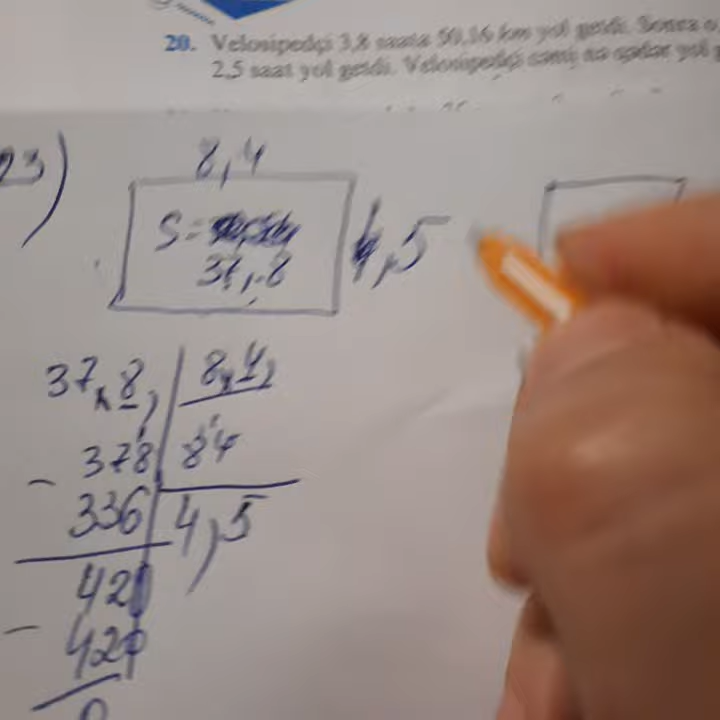 20. Velosipedçi 3,8 saata 50,16 km yol getdi. Sonra o,
2,5 saat yol getdi. Velosipedçi cəmi nə qədər yol
23)
8,4
S=
37,8
4,5
37,8, 8,4,
- 378 84
336 4,5
420
- 420
0